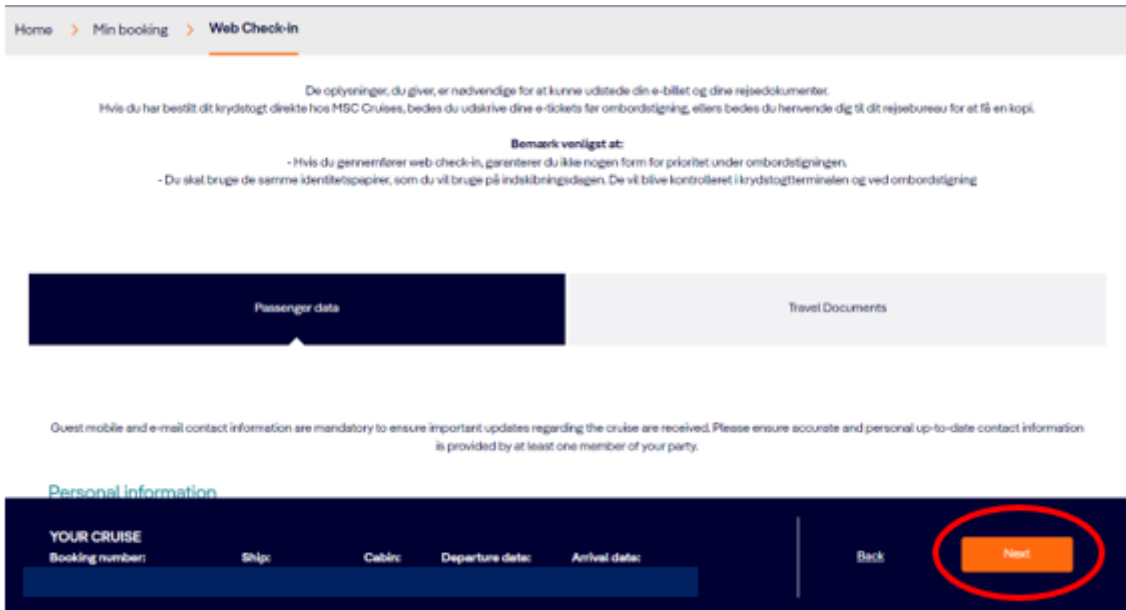 Home > Min booking > Web Check-in
De oplysninger, du giver, er nødvendige for at kunne udstede din e-billet og dine rejsedokumenter.
Hvis du har bestilt dit krydstogt direkte hos MSC Cruises, bedes du udskrive dine e-tickets før ombordstigning, ellers bedes du henvende dig til dit rejsebureau for at få en kopi.
Bemærk venligst at:
- Hvis du gennemfører web check-in, garanterer du ikke nogen form for prioritet under ombordstigningen.
- Du skal bruge de samme identitetspapirer, som du vil bruge på indskibningsdagen. De vil blive kontrolleret i krydstogtterminalen og ved ombordstigning
Passenger data
Travel Documents
Guest mobile and e-mail contact information are mandatory to ensure important updates regarding the cruise are received. Please ensure accurate and personal up-to-date contact information
is provided by at least one member of your party.
Personal information
YOUR CRUISE
Booking number: Ship: Cabin: Departure date: Arrival date:
Back
Next